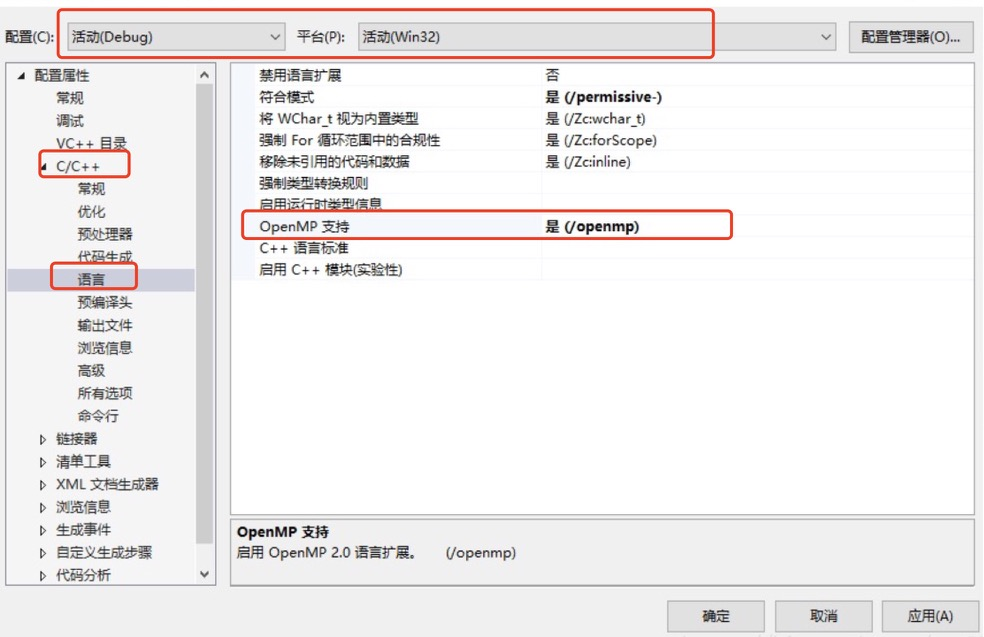 配置(C): 活动(Debug) 平台(P): 活动(Win32) 配置管理器(O)...
配置属性
常规
调试
VC++ 目录
C/C++
常规
优化
预处理器
代码生成
语言
预编译头
输出文件
浏览信息
高级
所有选项
命令行
链接器
清单工具
XML 文档生成器
浏览信息
生成事件
自定义生成步骤
代码分析
禁用语言扩展 否
符合模式 是 (/permissive-)
将 WChar_t 视为内置类型 是 (/Zc:wchar_t)
强制 For 循环范围中的合规性 是 (/Zc:forScope)
移除未引用的代码和数据 是 (/Zc:inline)
强制类型转换规则
启用运行时类型信息
OpenMP 支持 是 (/openmp)
C++ 语言标准
启用 C++ 模块(实验性)
OpenMP 支持
启用 OpenMP 2.0 语言扩展。 (/openmp)
确定 取消 应用(A)